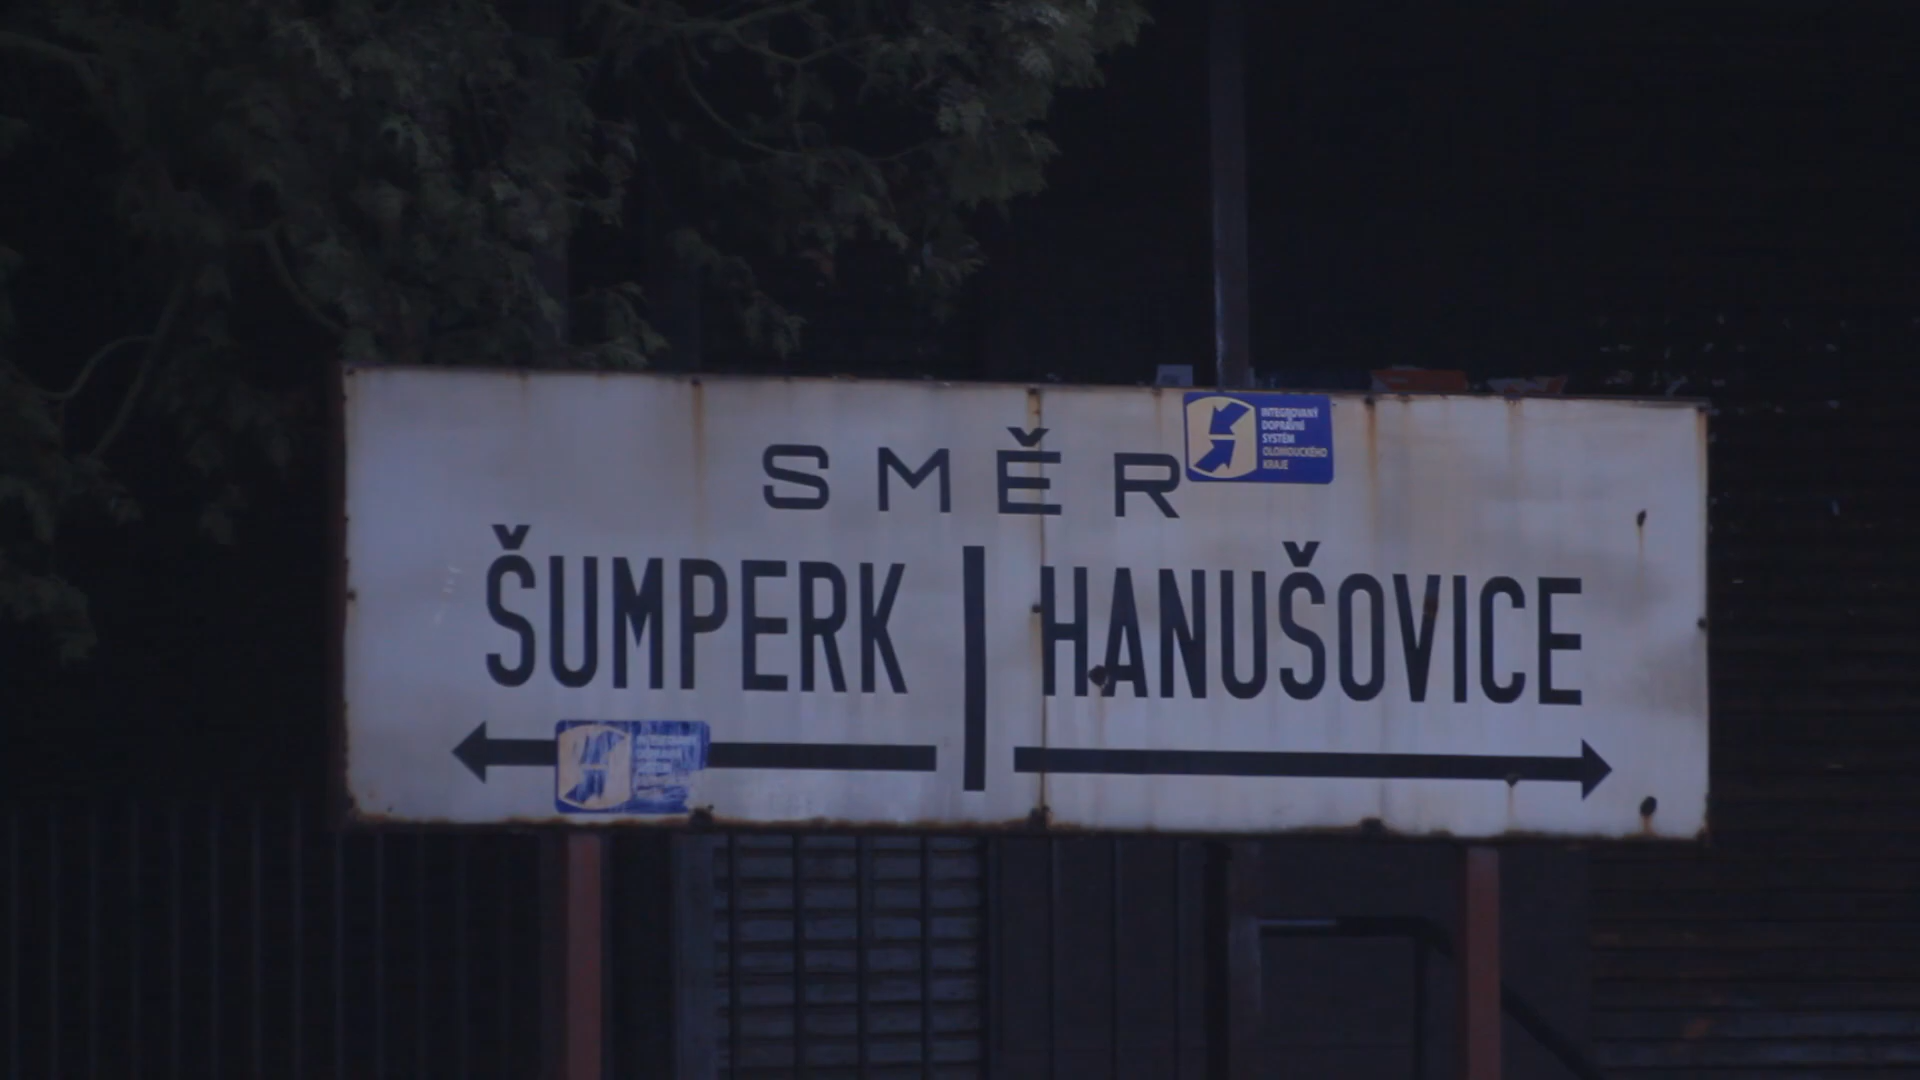 SMĚR
INTEGROVANÝ
DOPRAVNÍ
SYSTÉM
OLOMOUCKÉHO
KRAJE
ŠUMPERK HANUŠOVICE